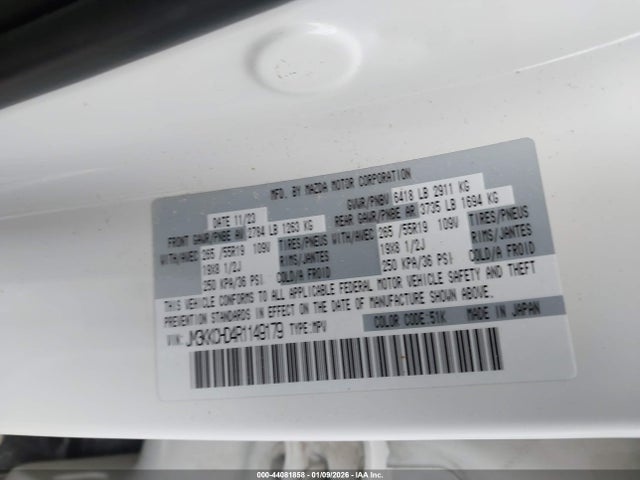 MFD. BY MAZDA MOTOR CORPORATION
DATE 11/23 GVWR/PNBV 6418 LB 2911 KG
FRONT GAWR/PNBE AV 2784 LB 1263 KG REAR GAWR/PNBE AR 3735 LB 1694 KG
WITH/AVEC 265 /55R19 109V TIRES/PNEUS WITH/AVEC 265 /55R19 109V TIRES/PNEUS
19X8 1/2J RIMS/JANTES 19X8 1/2J RIMS/JANTES
250 KPA/36 PSI COLD/A FROID 250 KPA/36 PSI COLD/A FROID
THIS VEHICLE CONFORMS TO ALL APPLICABLE FEDERAL MOTOR VEHICLE SAFETY AND THEFT
PREVENTION STANDARDS IN EFFECT ON THE DATE OF MANUFACTURE SHOWN ABOVE.
VIN: JM3KKCHD4R1149179 TYPE:MPV COLOR CODE:51K MADE IN JAPAN
000-44081858 - 01/09/2026 - © IAA Inc.